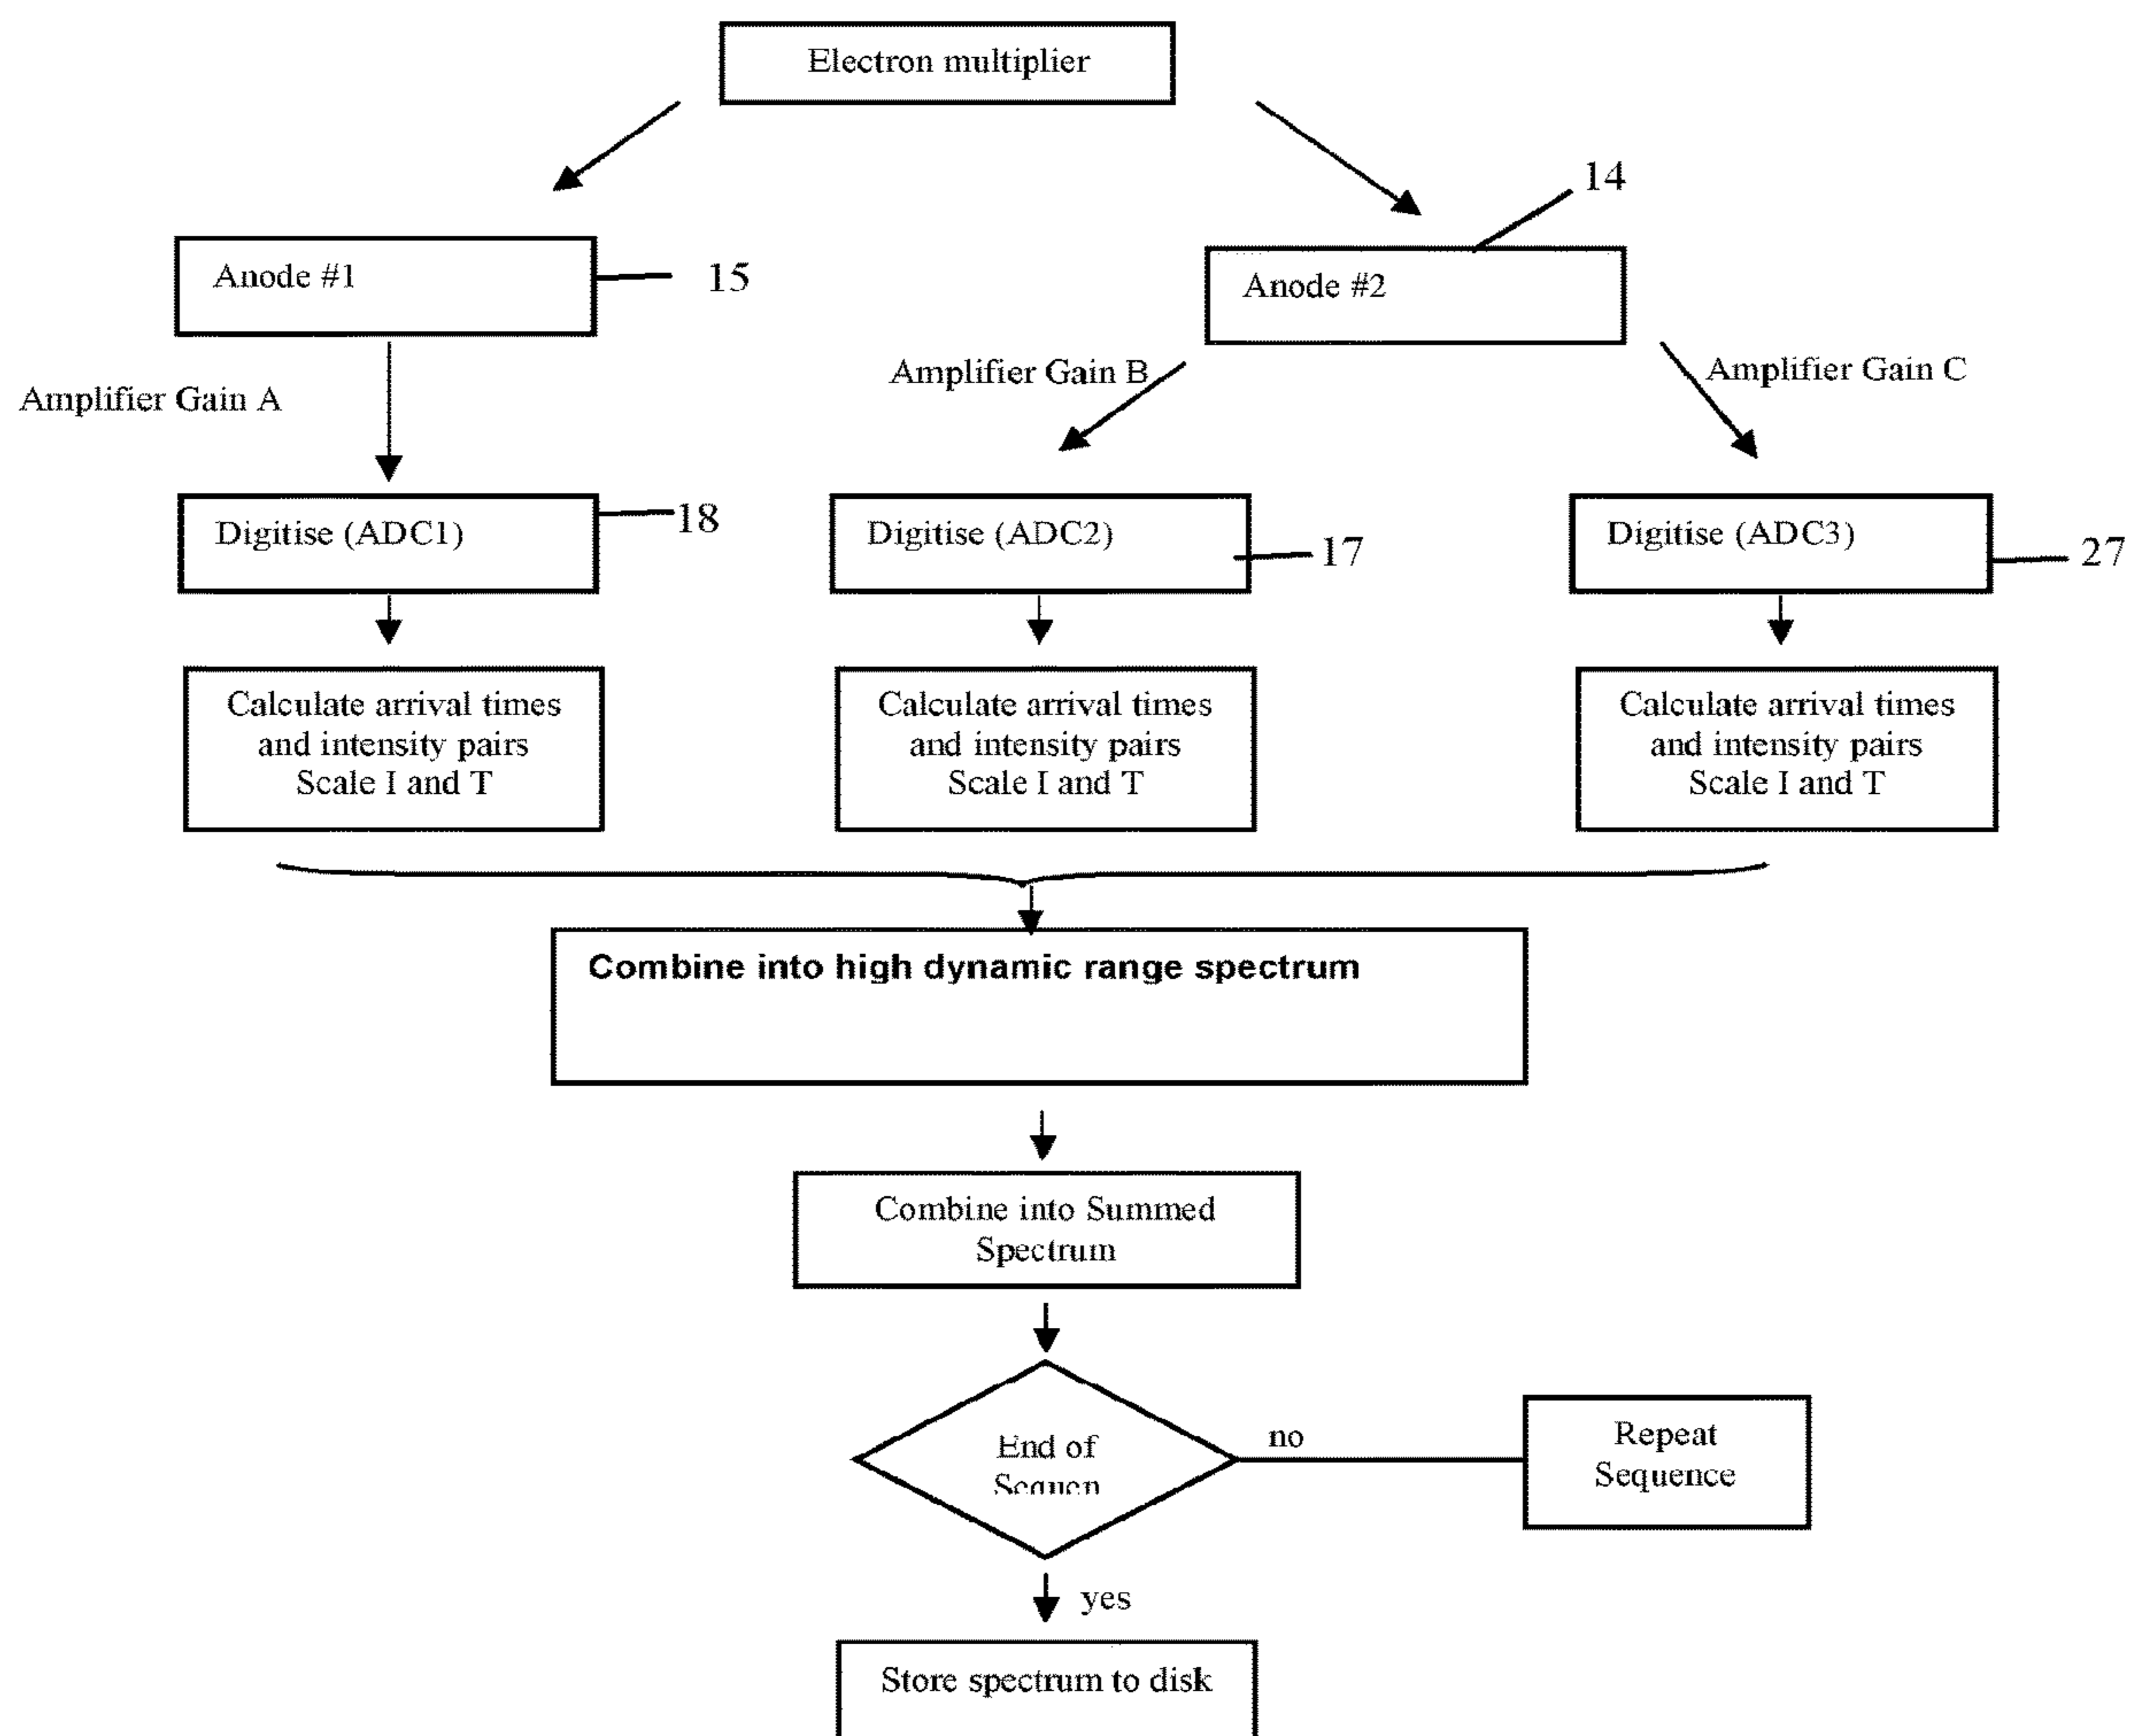 Electron multiplier
14
Anode #1
15
Anode #2
Amplifier Gain A
Amplifier Gain B
Amplifier Gain C
Digitise (ADC1)
18
Digitise (ADC2)
17
Digitise (ADC3)
27
Calculate arrival times
and intensity pairs
Scale I and T
Calculate arrival times
and intensity pairs
Scale I and T
Calculate arrival times
and intensity pairs
Scale I and T
Combine into high dynamic range spectrum
Combine into Summed
Spectrum
End of
Sequen
no
Repeat
Sequence
yes
Store spectrum to disk